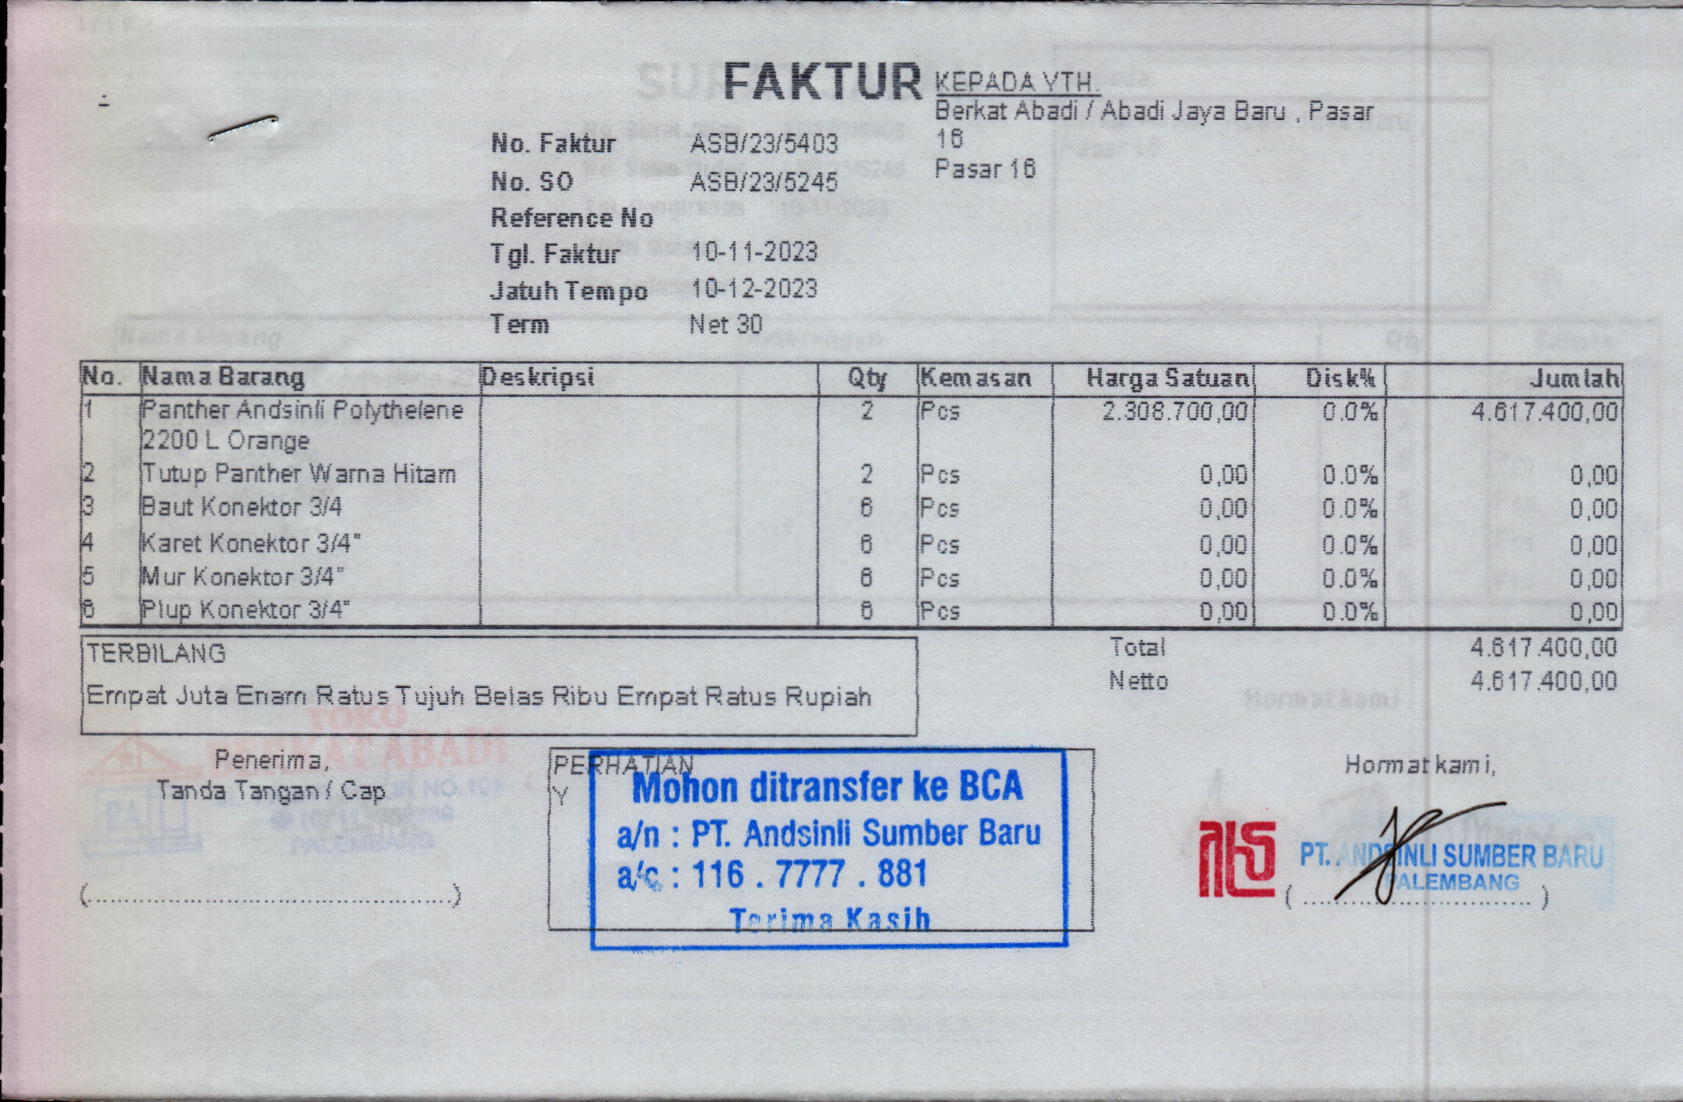 FAKTUR
KEPADA YTH.
Berkat Abadi / Abadi Jaya Baru , Pasar
16
Pasar 16
No. Faktur ASB/23/5403
No. SO ASB/23/5245
Reference No
Tgl. Faktur 10-11-2023
Jatuh Tempo 10-12-2023
Term Net 30
No. Nama Barang Deskripsi Qty Kemasan Harga Satuan Disk% Jumlah
1 Panther Andsinli Polythelene 2 Pcs 2.308.700,00 0.0% 4.617.400,00
2200 L Orange
2 Tutup Panther Warna Hitam 2 Pcs 0,00 0.0% 0,00
3 Baut Konektor 3/4 6 Pcs 0,00 0.0% 0,00
4 Karet Konektor 3/4" 6 Pcs 0,00 0.0% 0,00
5 Mur Konektor 3/4" 6 Pcs 0,00 0.0% 0,00
6 Plup Konektor 3/4" 6 Pcs 0,00 0.0% 0,00
TERBILANG
Empat Juta Enam Ratus Tujuh Belas Ribu Empat Ratus Rupiah
Total 4.617.400,00
Netto 4.617.400,00
TOKO
BERKAT ABADI
PALEMBANG
Penerima,
Tanda Tangan / Cap
(..............................................)
PERHATIAN
Y
Mohon ditransfer ke BCA
a/n : PT. Andsinli Sumber Baru
a/c : 116 . 7777 . 881
Terima Kasih
Hormat kami,
PT. ANDSINLI SUMBER BARU
PALEMBANG
(..............................)